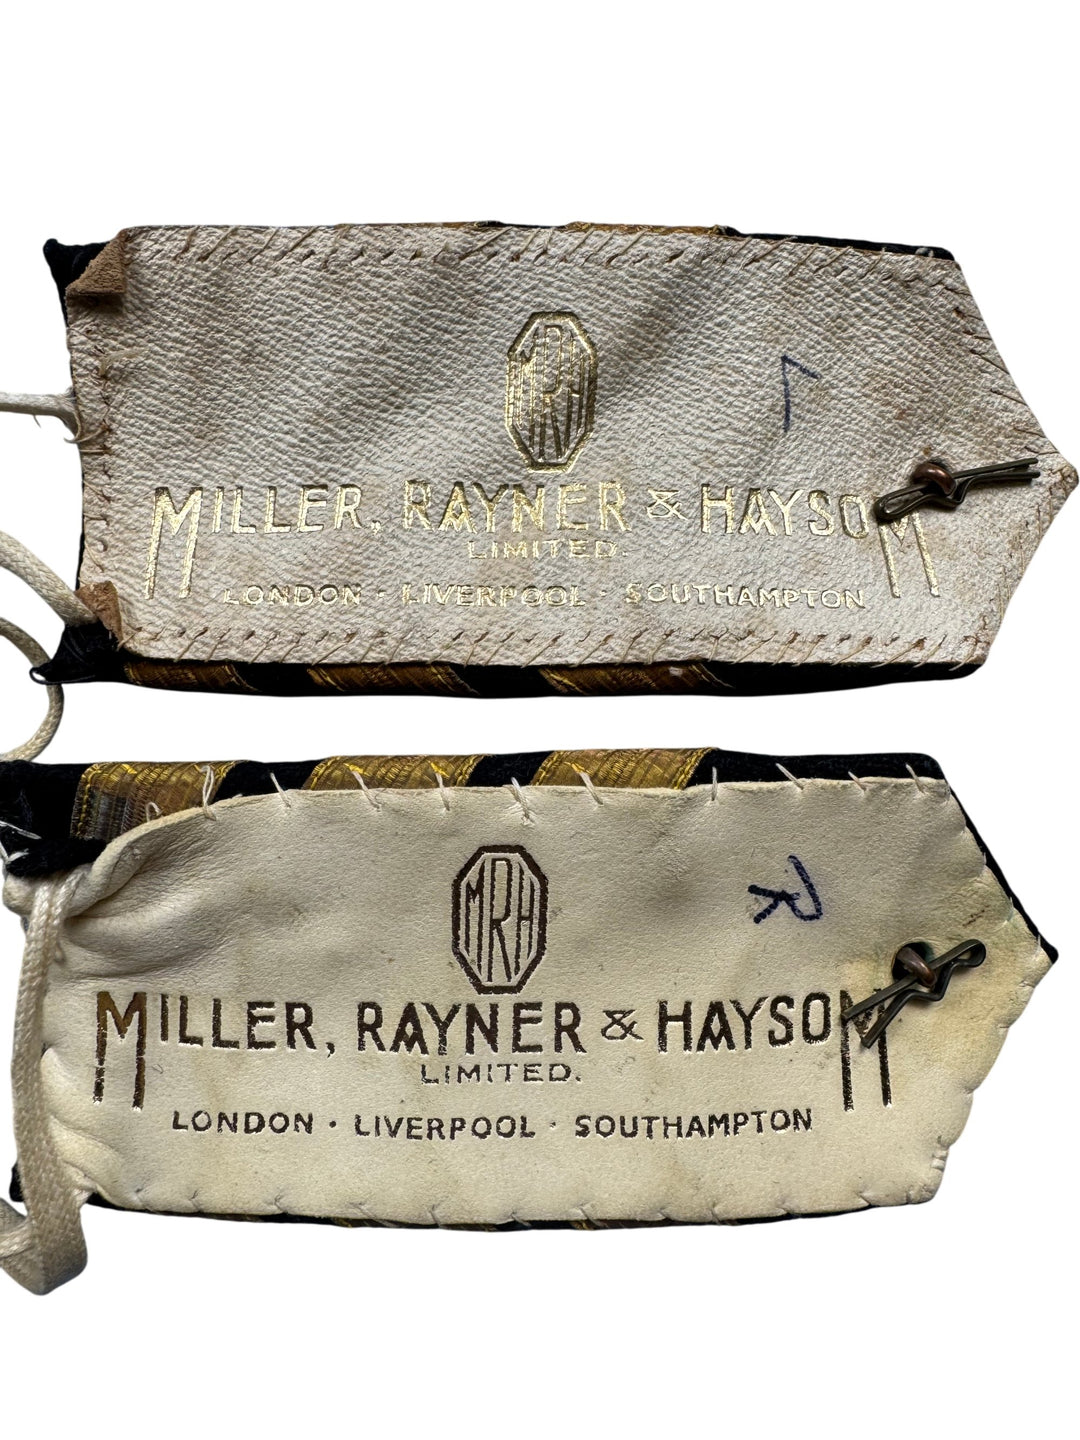 MRH
L
MILLER, RAYNER & HAYSOM
LIMITED.
LONDON · LIVERPOOL · SOUTHAMPTON
MRH
R
MILLER, RAYNER & HAYSOM
LIMITED.
LONDON · LIVERPOOL · SOUTHAMPTON